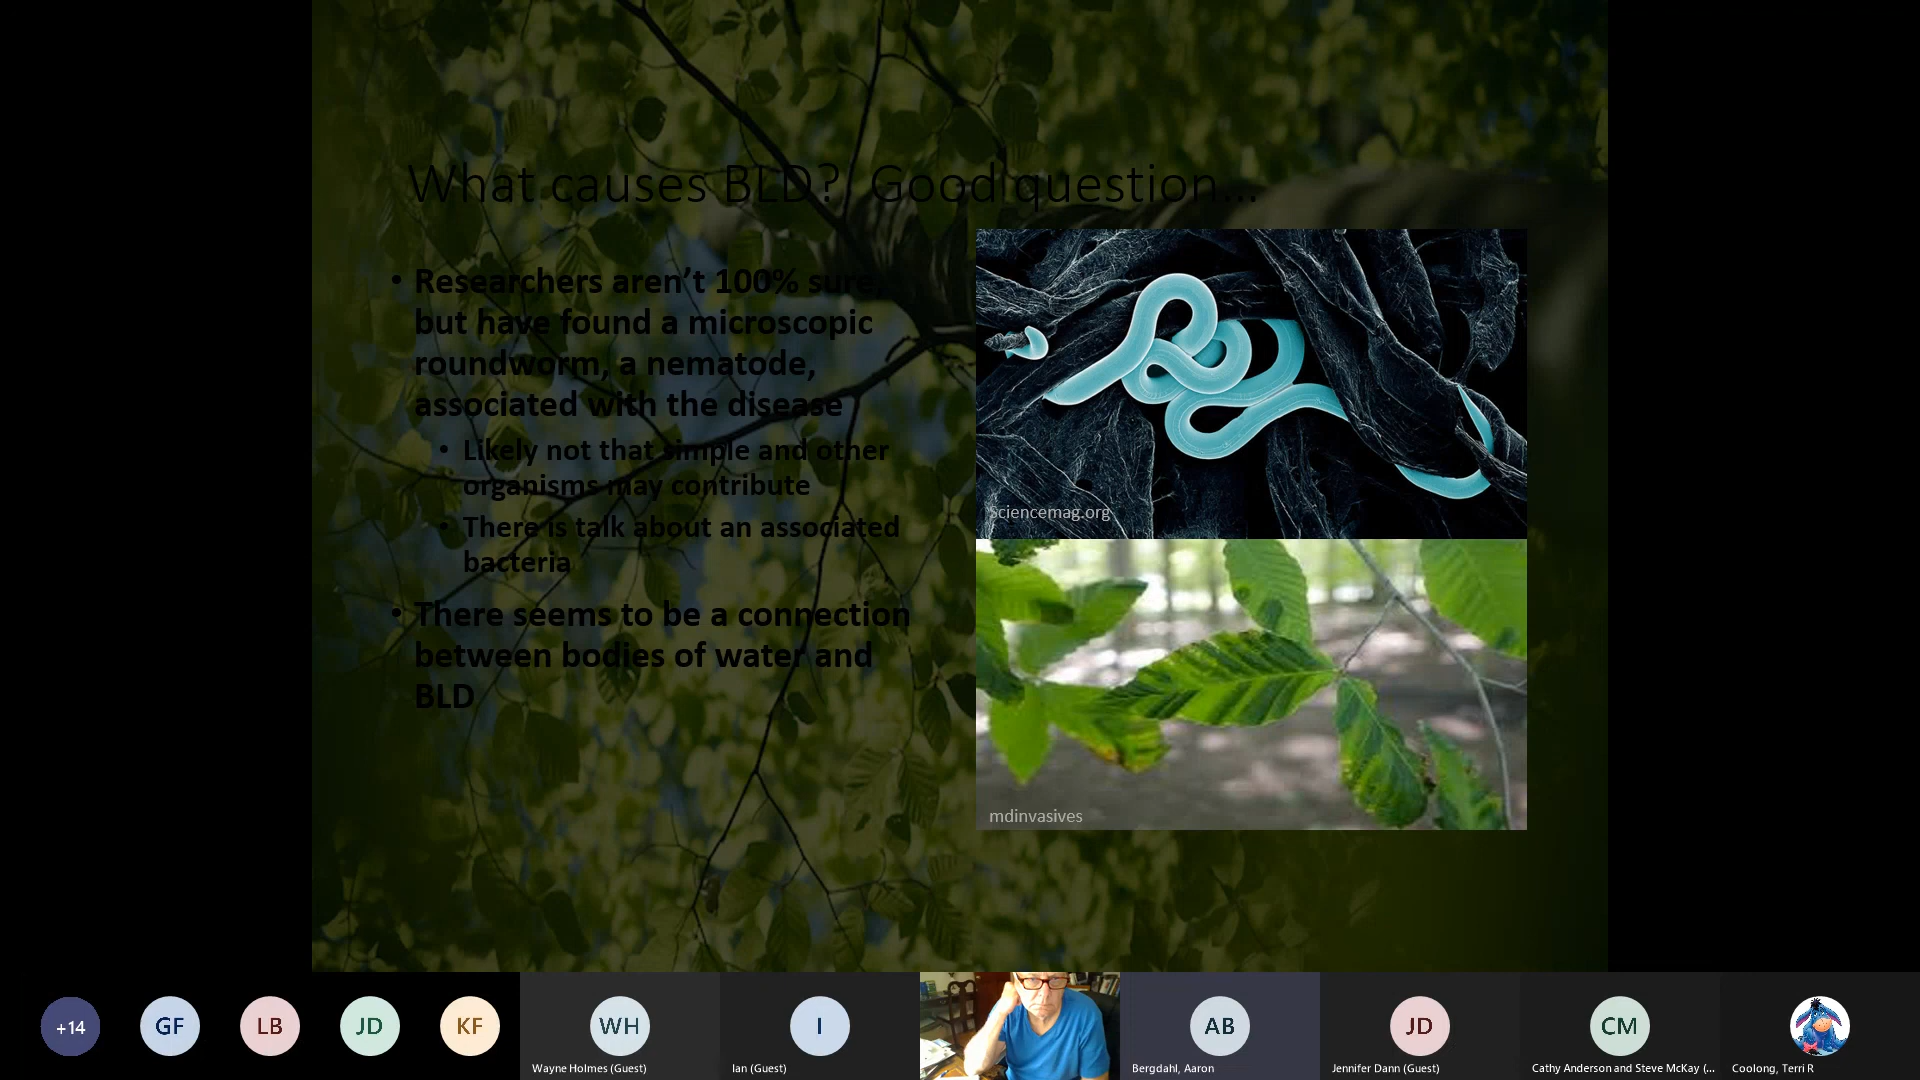 What causes BLD?  Good question...
• Researchers aren't 100% sure,
but have found a microscopic
roundworm, a nematode,
associated with the disease
• Likely not that simple and other
organisms may contribute
• There is talk about an associated
bacteria
• There seems to be a connection
between bodies of water and
BLD
Sciencemag.org
mdinvasives
+14
GF
LB
JD
KF
WH
Wayne Holmes (Guest)
I
Ian (Guest)
AB
Bergdahl, Aaron
JD
Jennifer Dann (Guest)
CM
Cathy Anderson and Steve McKay (...
Coolong, Terri R